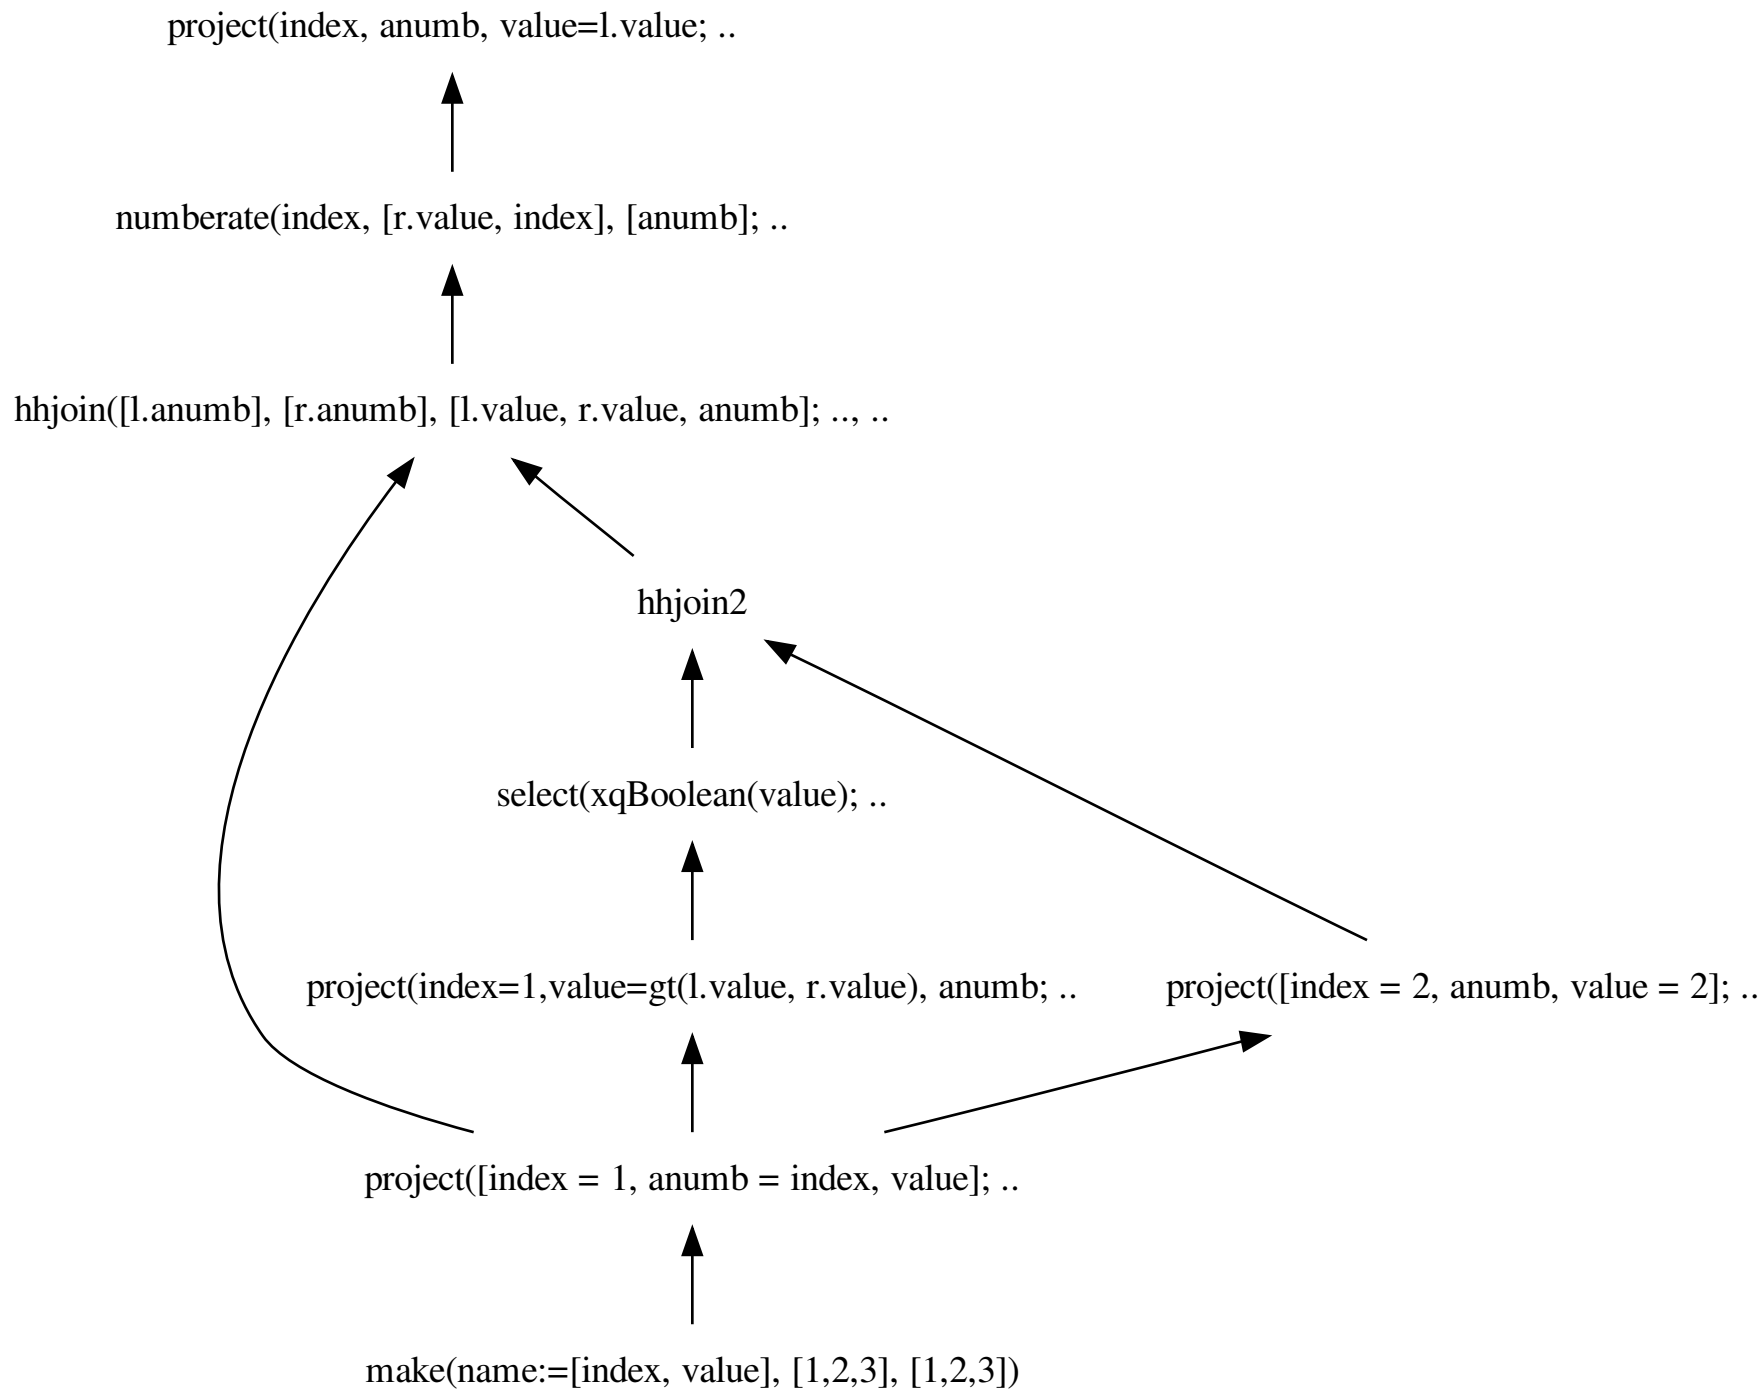 project(index, anumb, value=l.value; ..
numberate(index, [r.value, index], [anumb]; ..
hhjoin([l.anumb], [r.anumb], [l.value, r.value, anumb]; .., ..
hhjoin2
select(xqBoolean(value); ..
project(index=1,value=gt(l.value, r.value), anumb; ..
project([index = 2, anumb, value = 2]; ..
project([index = 1, anumb = index, value]; ..
make(name:=[index, value], [1,2,3], [1,2,3])